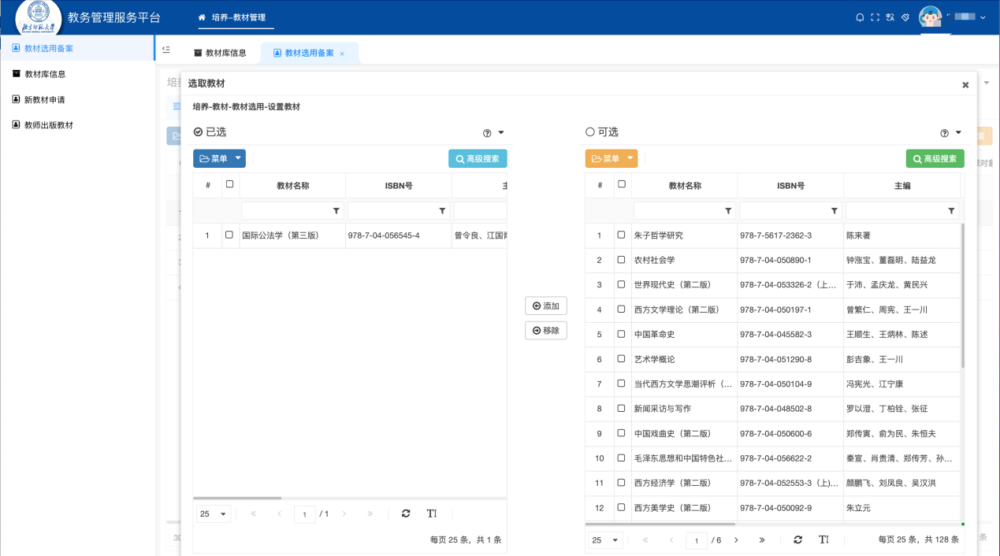 北京师范大学
教务管理服务平台
培养-教材管理
教材选用备案
教材库信息
新教材申请
教师出版教材
教材库信息
教材选用备案 ×
选取教材
培养-教材-教材选用-设置教材
已选
菜单
高级搜索
# 教材名称 ISBN号
1 国际公法学（第三版） 978-7-04-056545-4 曾令良、江国青
25 1 / 1
每页 25 条，共 1 条
添加
移除
可选
菜单
高级搜索
# 教材名称 ISBN号 主编
1 朱子哲学研究 978-7-5617-2362-3 陈来著
2 农村社会学 978-7-04-050890-1 钟涨宝、董磊明、陆益龙
3 世界现代史（第二版） 978-7-04-053326-2（上... 于沛、孟庆龙、黄民兴
4 西方文学理论（第二版） 978-7-04-050197-1 曾繁仁、周宪、王一川
5 中国革命史 978-7-04-045582-3 王顺生、王炳林、陈述
6 艺术学概论 978-7-04-051290-8 彭吉象、王一川
7 当代西方文学思潮评析（... 978-7-04-050104-9 冯宪光、江宁康
8 新闻采访与写作 978-7-04-048502-8 罗以澄、丁柏铨、张征
9 中国戏曲史（第二版） 978-7-04-050600-6 郑传寅、俞为民、朱恒夫
10 毛泽东思想和中国特色社... 978-7-04-056622-2 秦宣、肖贵清、郑传芳、孙...
11 西方经济学（第二版） 978-7-04-052553-3（上)... 颜鹏飞、刘凤良、吴汉洪
12 西方美学史（第二版） 978-7-04-050092-9 朱立元
25 1 / 6
每页 25 条，共 128 条